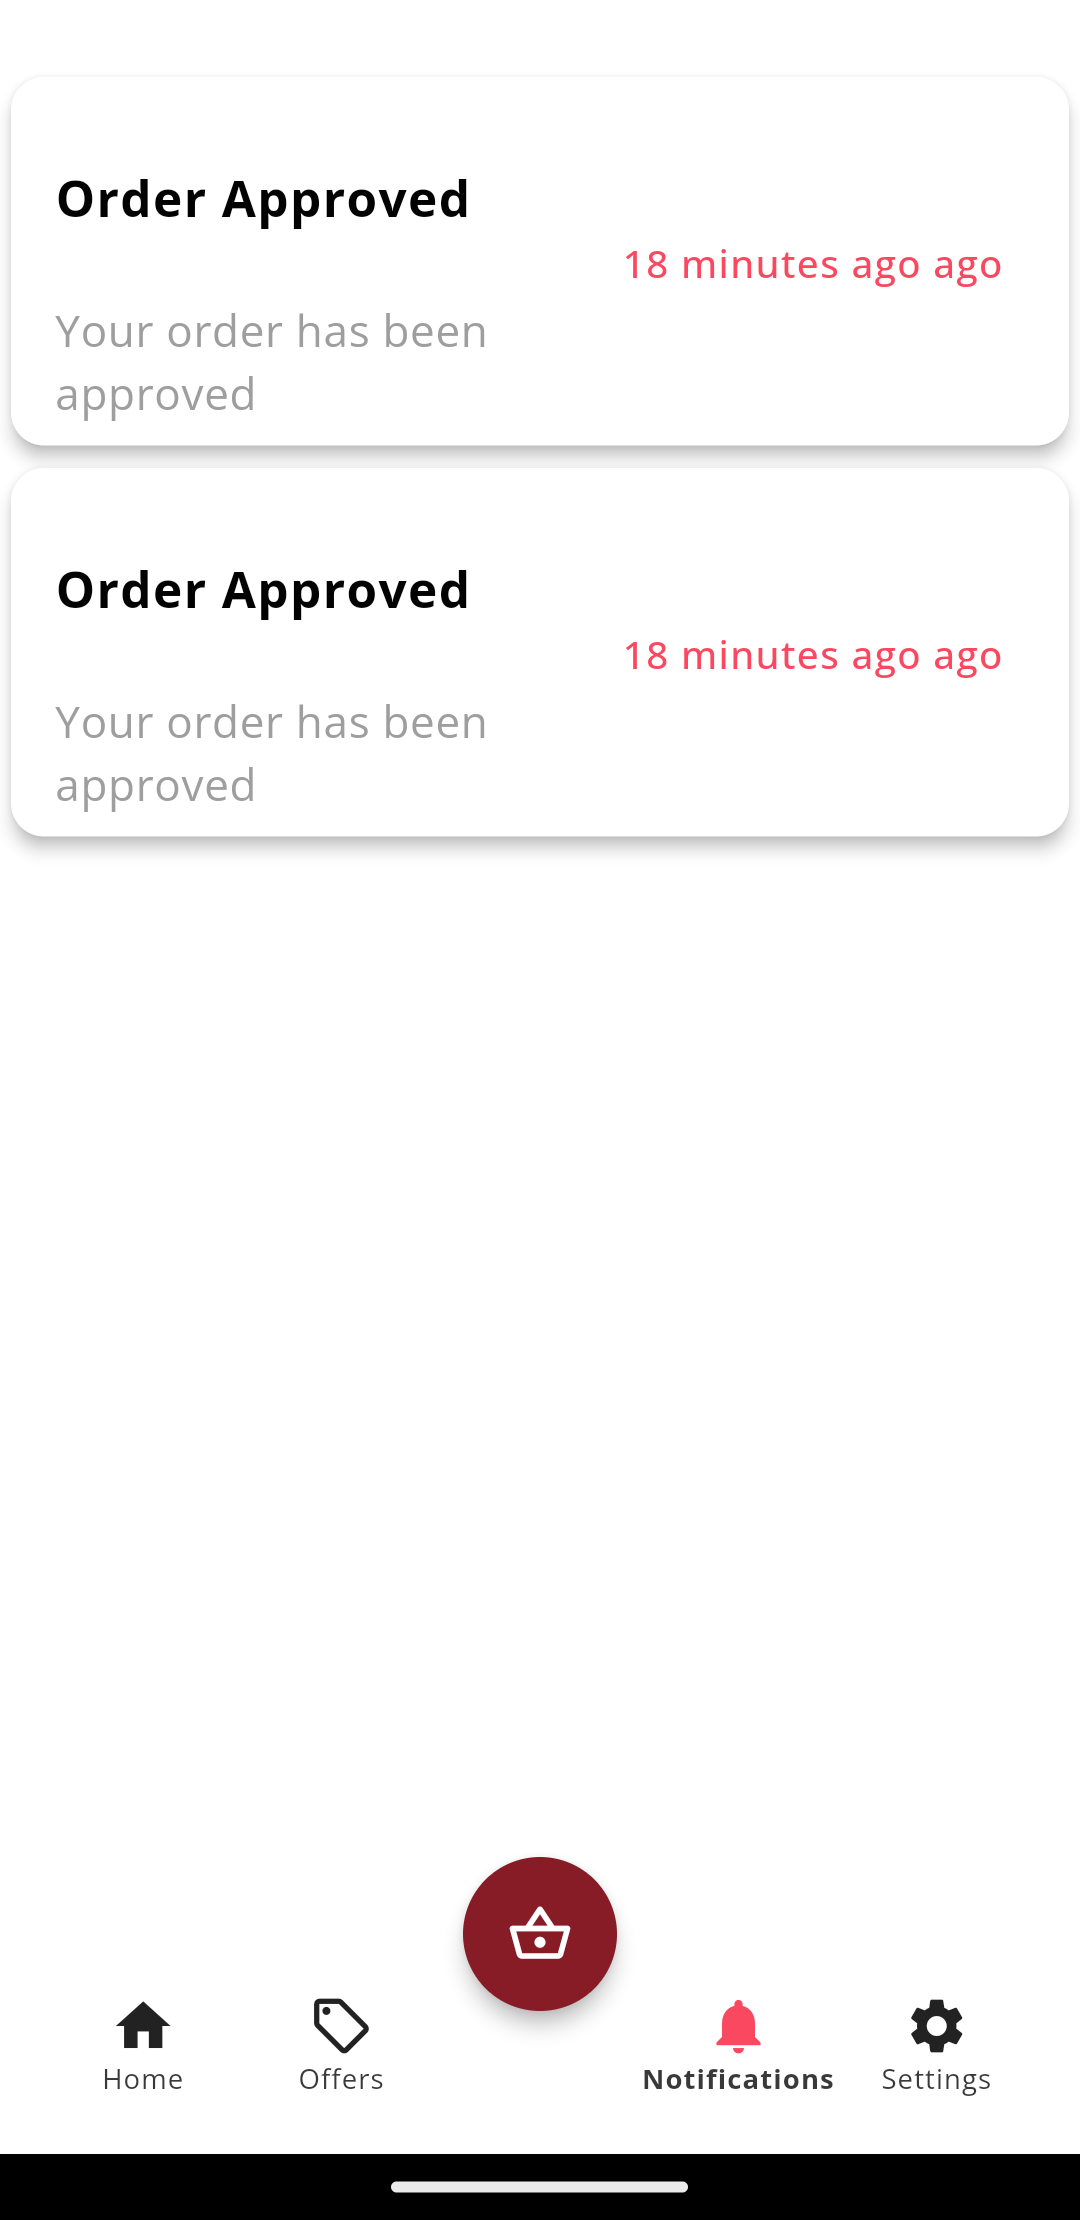 Order Approved
18 minutes ago ago
Your order has been
approved
Order Approved
18 minutes ago ago
Your order has been
approved
Home
Offers
Notifications
Settings